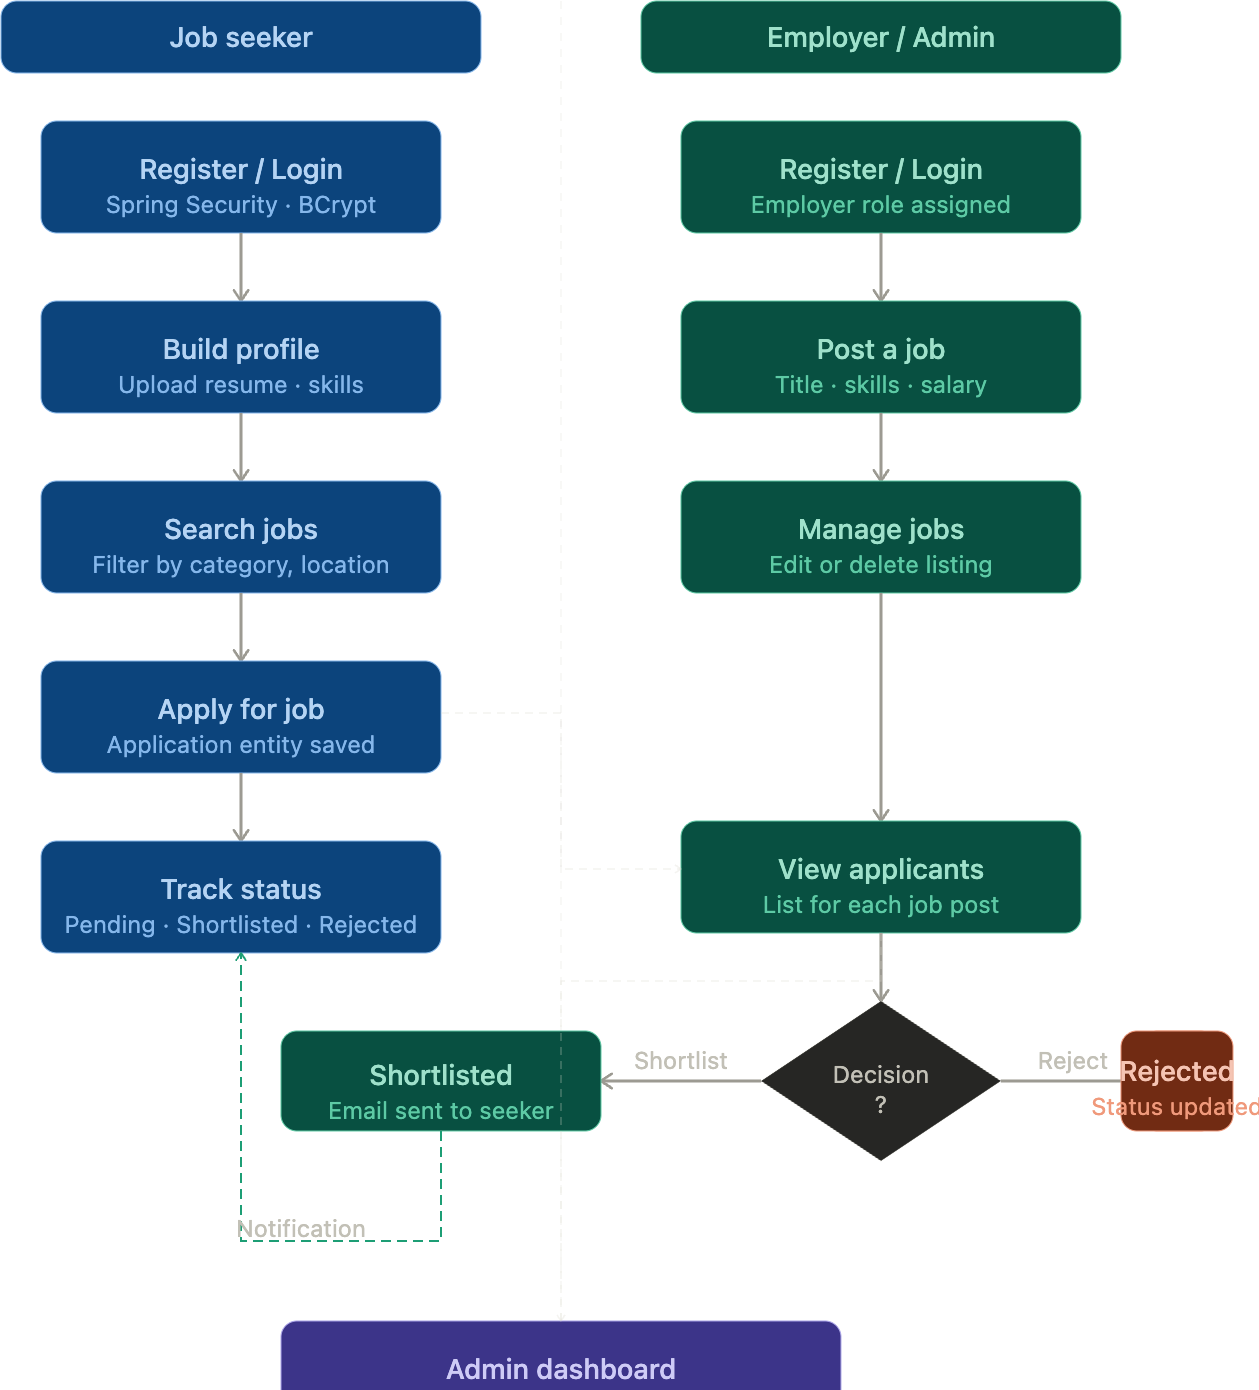 Job seeker
Employer / Admin
Register / Login
Spring Security · BCrypt
Register / Login
Employer role assigned
Build profile
Upload resume · skills
Post a job
Title · skills · salary
Search jobs
Filter by category, location
Manage jobs
Edit or delete listing
Apply for job
Application entity saved
Track status
Pending · Shortlisted · Rejected
View applicants
List for each job post
Shortlisted
Email sent to seeker
Shortlist
Decision
?
Reject
Rejected
Status updated
Notification
Admin dashboard